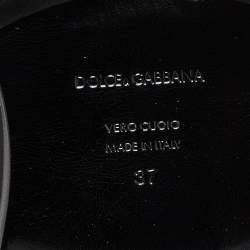 DOLCE & GABBANA
VERO CUOIO
MADE IN ITALY
37